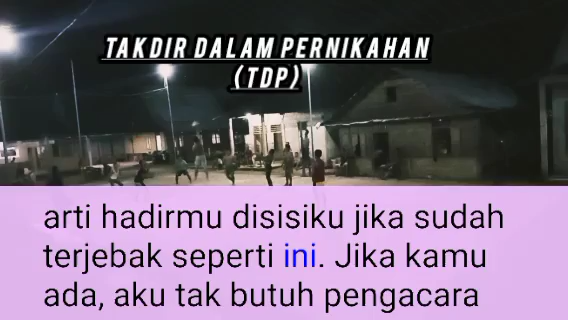 TAKDIR DALAM PERNIKAHAN
(TDP)
arti hadirmu disisiku jika sudah
terjebak seperti ini. Jika kamu
ada, aku tak butuh pengacara